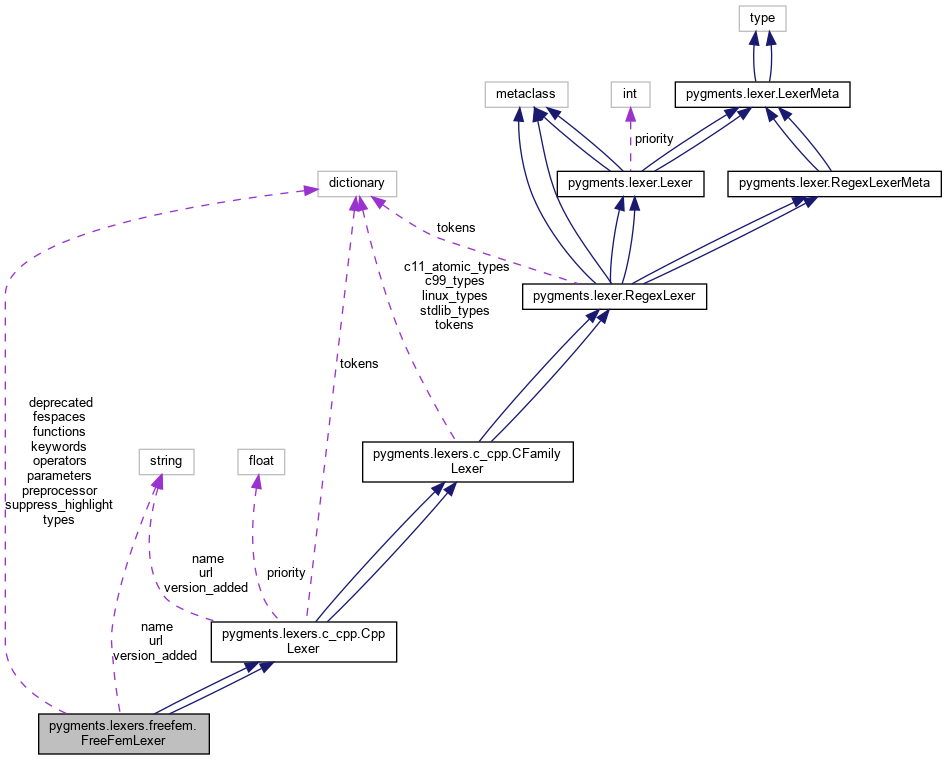 type
metaclass
int
pygments.lexer.LexerMeta
priority
dictionary
pygments.lexer.Lexer
pygments.lexer.RegexLexerMeta
tokens
c11_atomic_types
c99_types
linux_types
stdlib_types
tokens
pygments.lexer.RegexLexer
tokens
deprecated
fespaces
functions
keywords
operators
parameters
preprocessor
suppress_highlight
types
string
float
pygments.lexers.c_cpp.CFamily
Lexer
name
url
version_added
priority
name
url
version_added
pygments.lexers.c_cpp.Cpp
Lexer
pygments.lexers.freefem.
FreeFemLexer